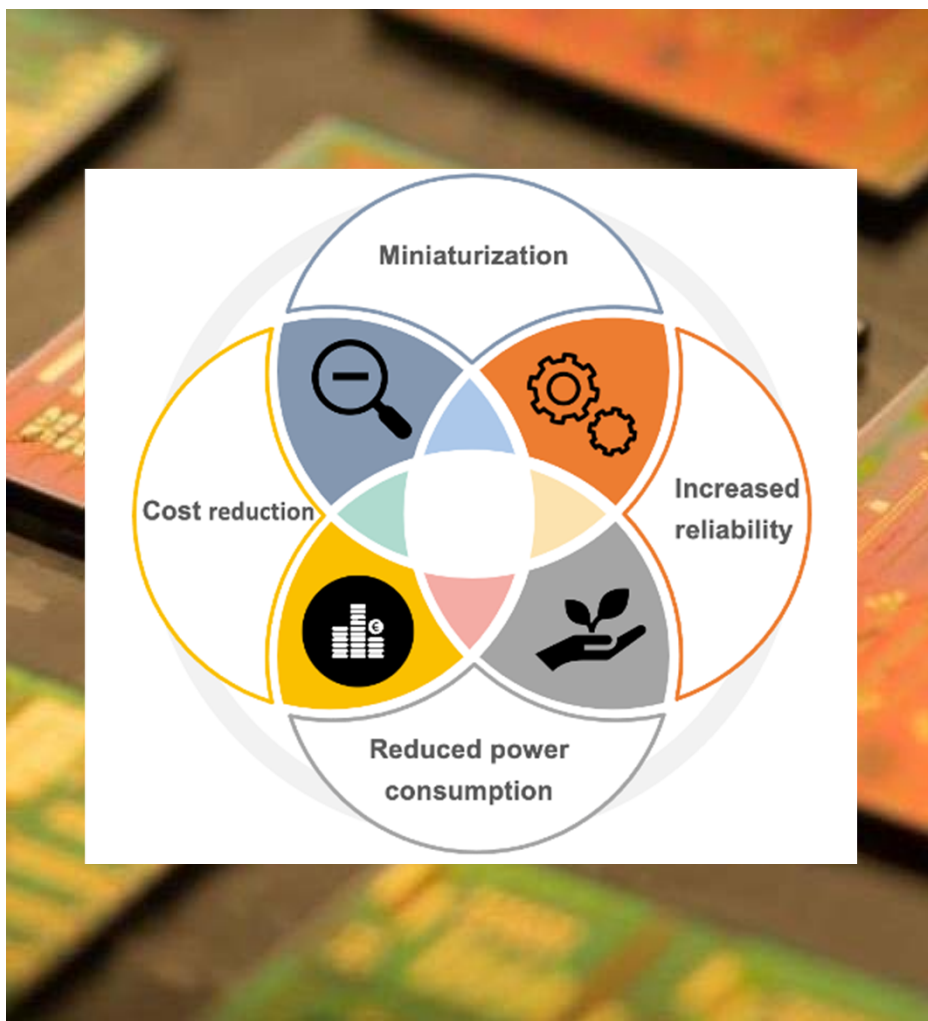 Miniaturization
Cost reduction
Increased
reliability
€
Reduced power
consumption